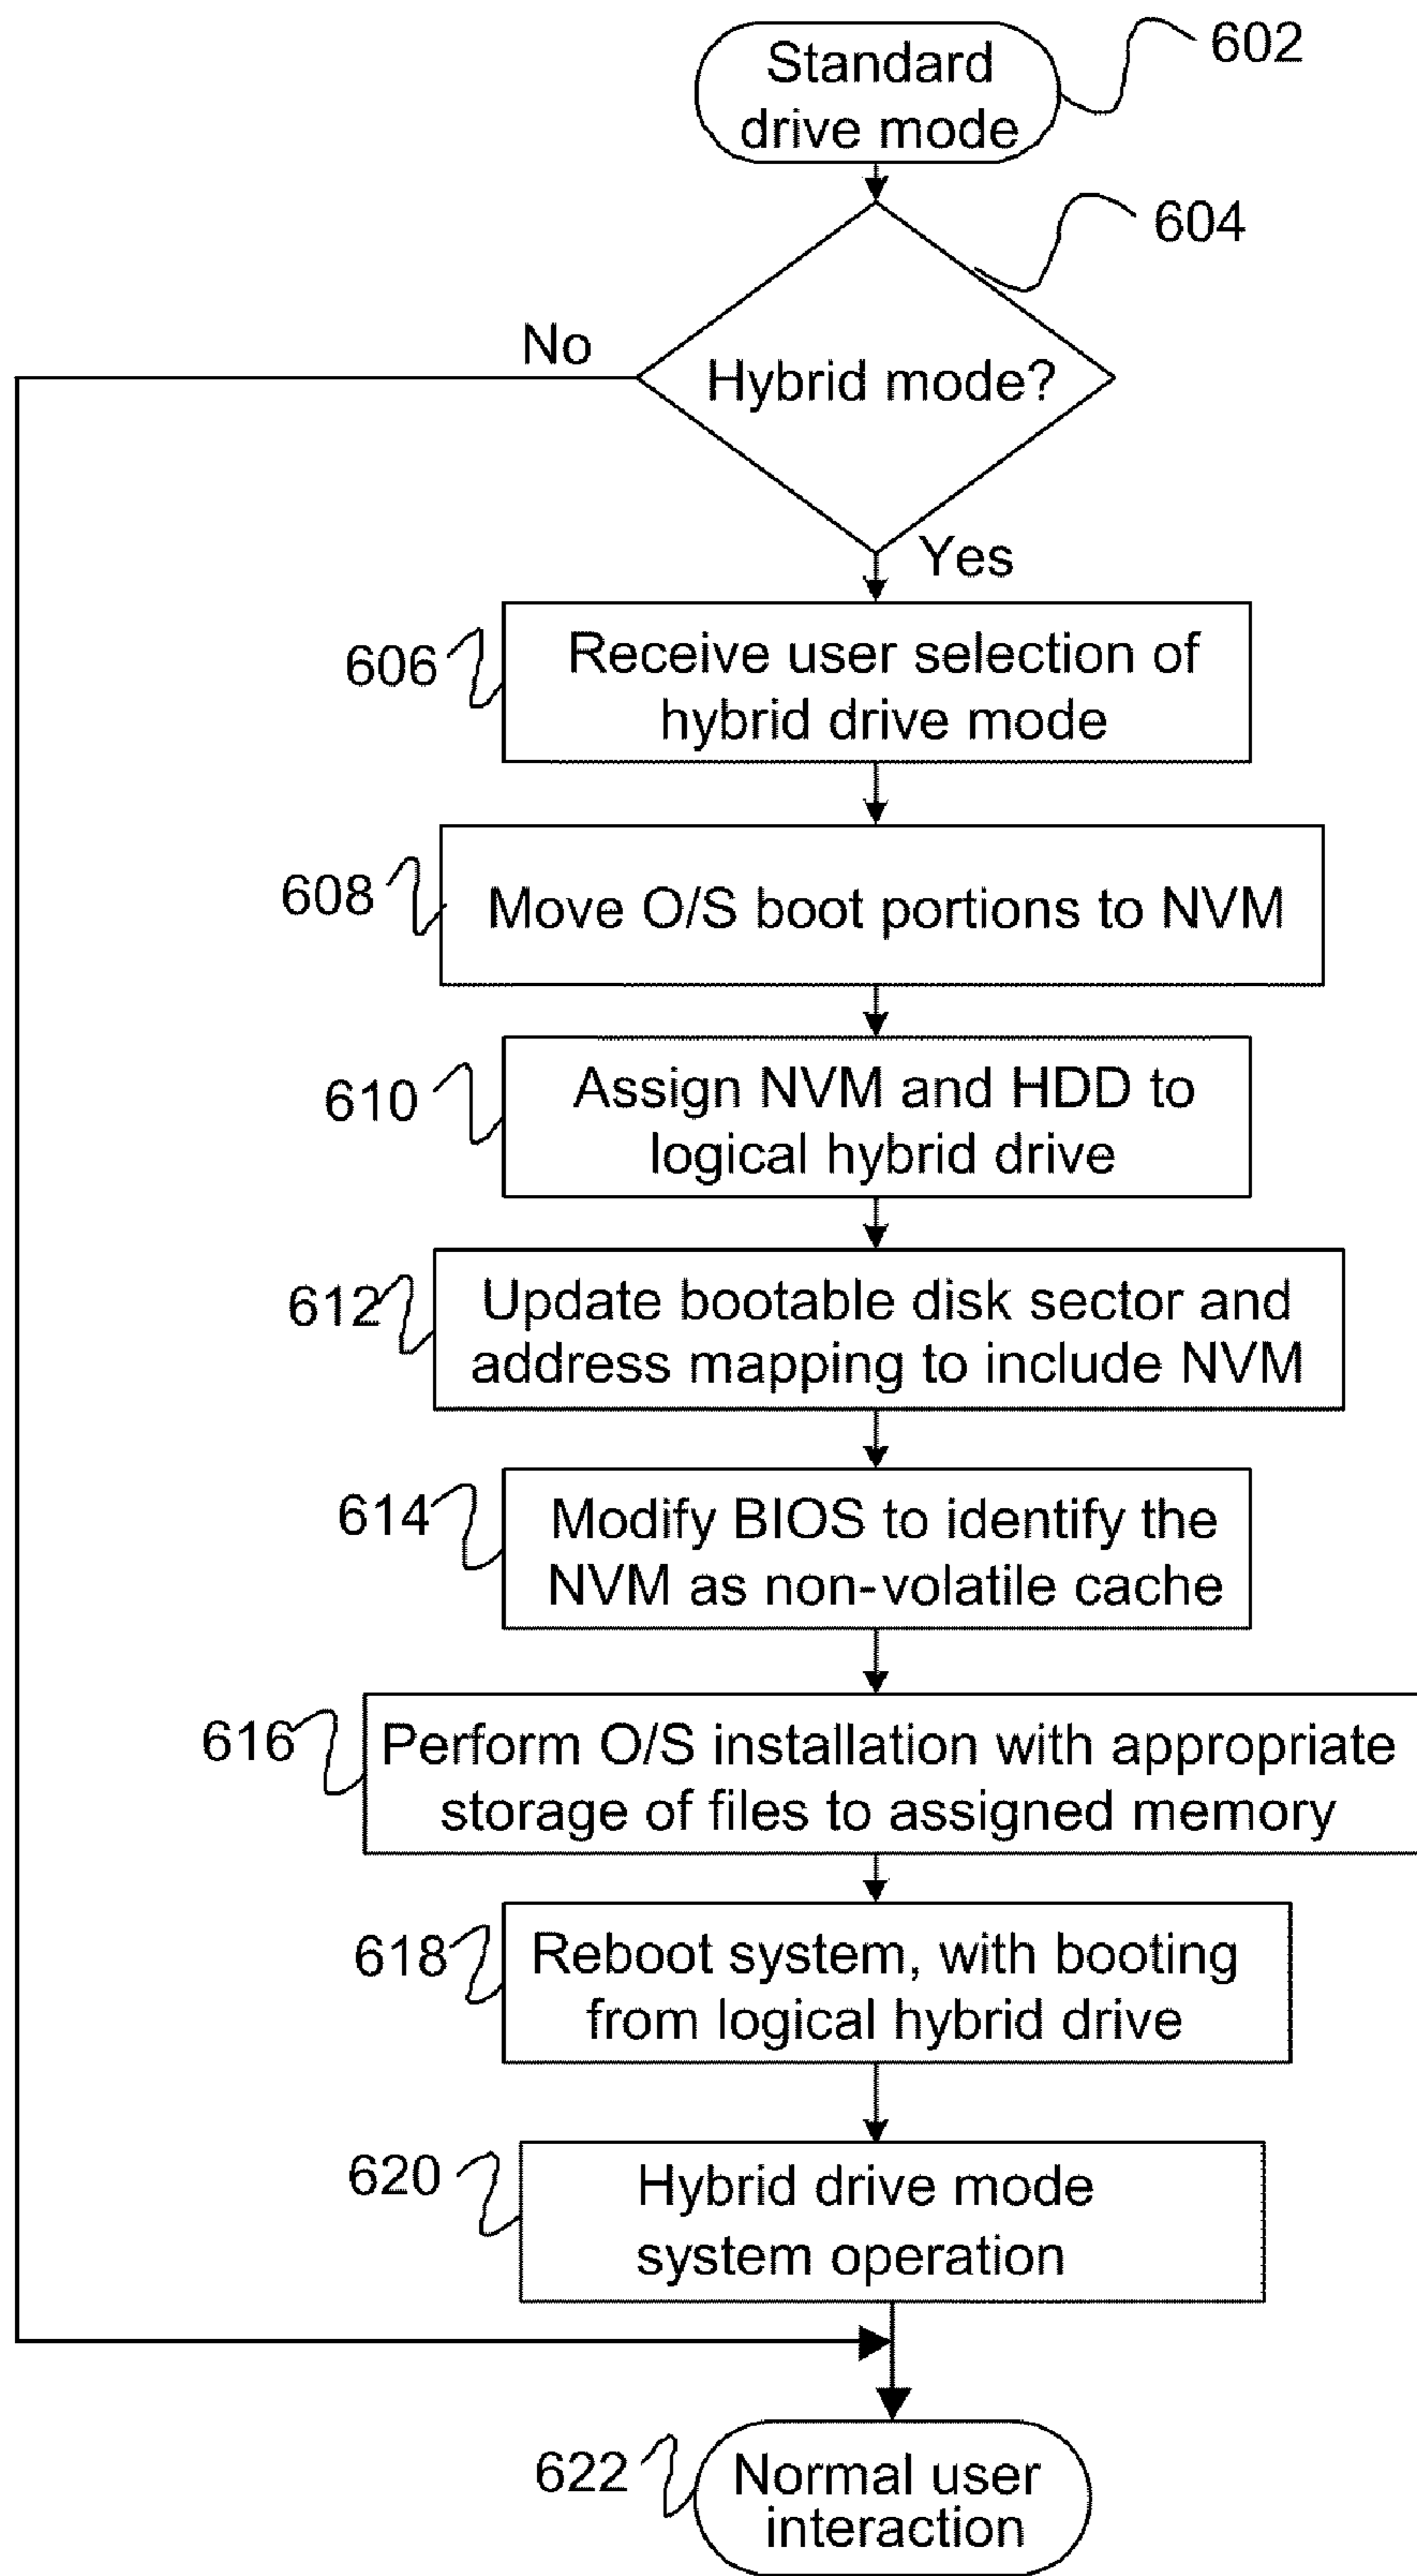 Standard
drive mode
602
604
No
Hybrid mode?
Yes
606
Receive user selection of
hybrid drive mode
608
Move O/S boot portions to NVM
610
Assign NVM and HDD to
logical hybrid drive
612
Update bootable disk sector and
address mapping to include NVM
614
Modify BIOS to identify the
NVM as non-volatile cache
616
Perform O/S installation with appropriate
storage of files to assigned memory
618
Reboot system, with booting
from logical hybrid drive
620
Hybrid drive mode
system operation
622
Normal user
interaction